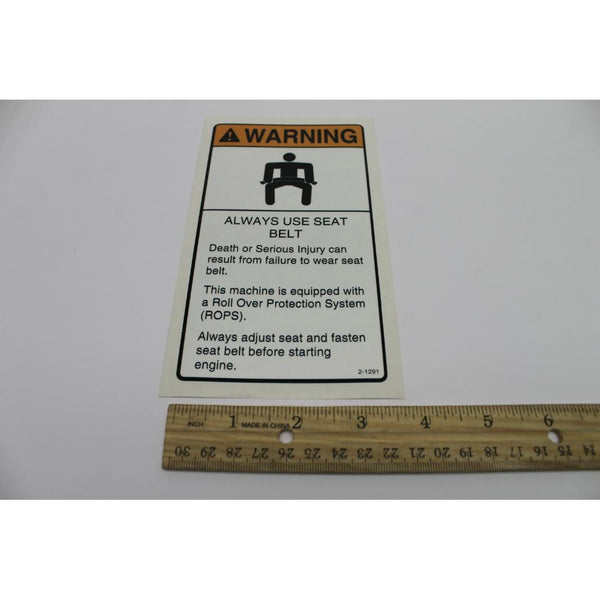 WARNING
ALWAYS USE SEAT
BELT
Death or Serious Injury can
result from failure to wear seat
belt.
This machine is equipped with
a Roll Over Protection System
(ROPS).
Always adjust seat and fasten
seat belt before starting
engine.
2-1291
INCH 1 MADE IN CHINA 2 3 4 5 6
30 29 28 27 26 25 24 23 22 21 20 19 18 17 16 15 14